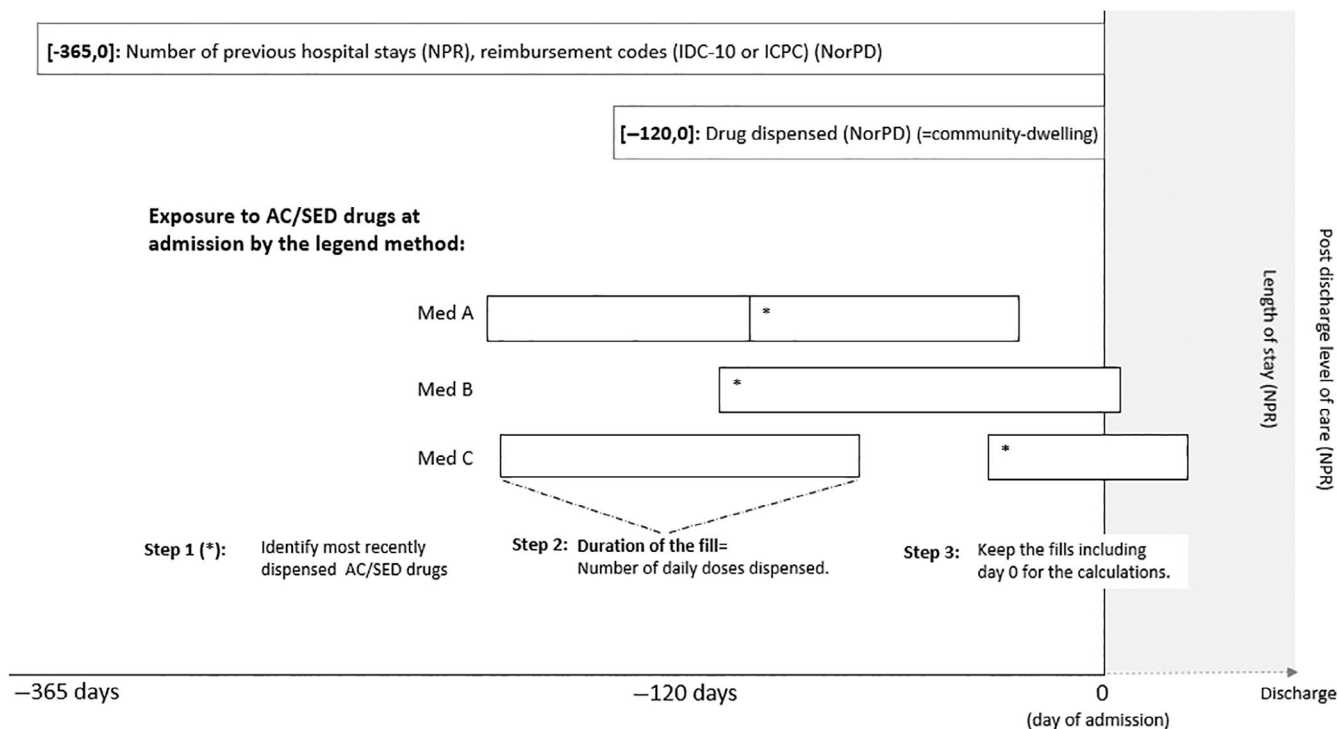 [-365,0]: Number of previous hospital stays (NPR), reimbursement codes (IDC-10 or ICPC) (NorPD)
[−120,0]: Drug dispensed (NorPD) (=community-dwelling)
Exposure to AC/SED drugs at
admission by the legend method:
Med A
*
Med B
*
Med C
*
Step 1 (*):
Identify most recently
dispensed AC/SED drugs
Step 2: Duration of the fill=
Number of daily doses dispensed.
Step 3: Keep the fills including
day 0 for the calculations.
Length of stay (NPR)
Post discharge level of care (NPR)
−365 days
−120 days
0
(day of admission)
Discharge